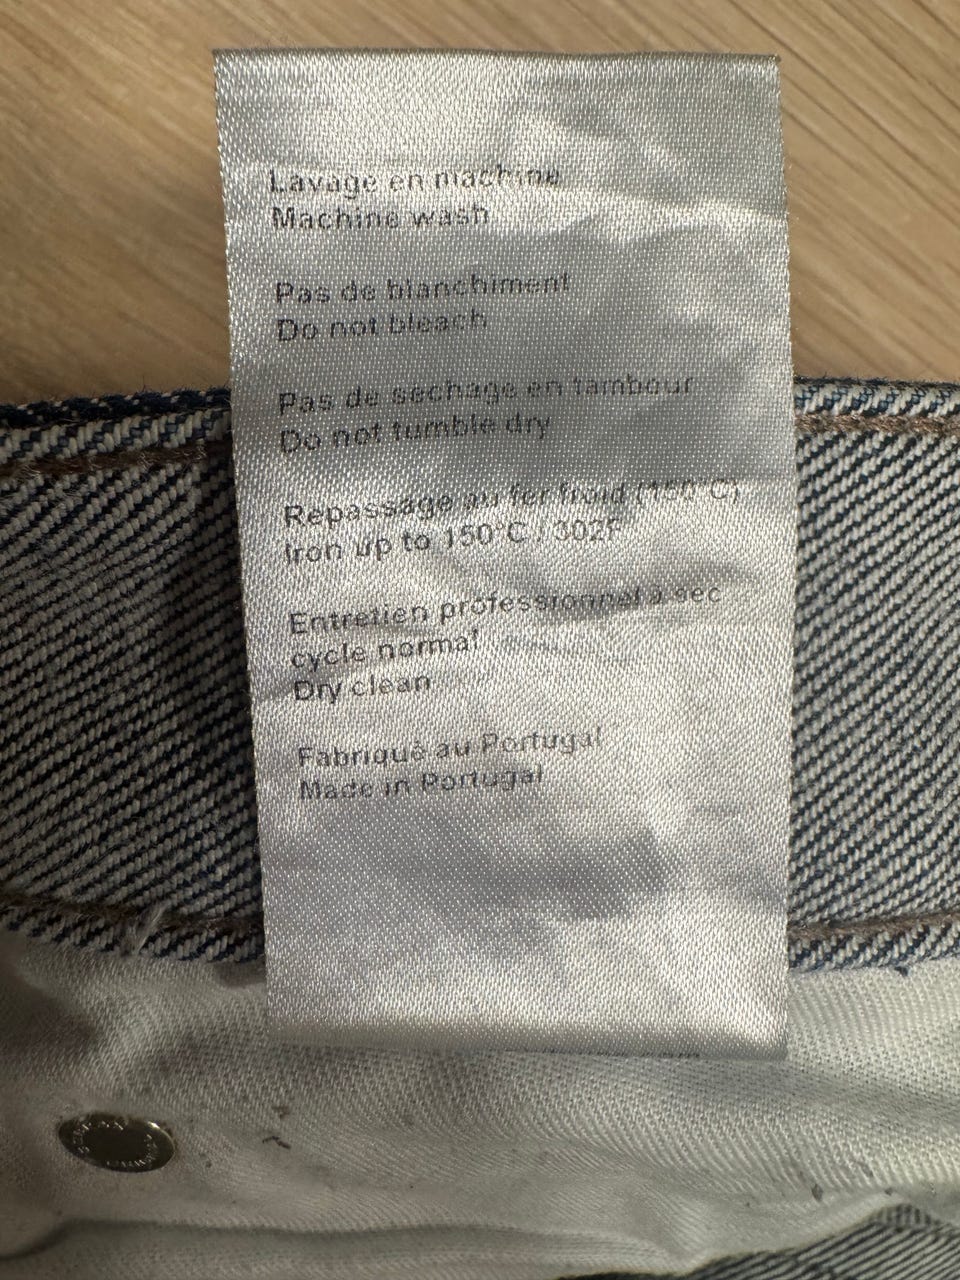 Lavage en machine
Machine wash
Pas de blanchiment
Do not bleach
Pas de séchage en tambour
Do not tumble dry
Repassage au fer froid (150°C)
Iron up to 150°C / 302F
Entretien professionnel à sec
cycle normal
Dry clean
Fabriqué au Portugal
Made in Portugal